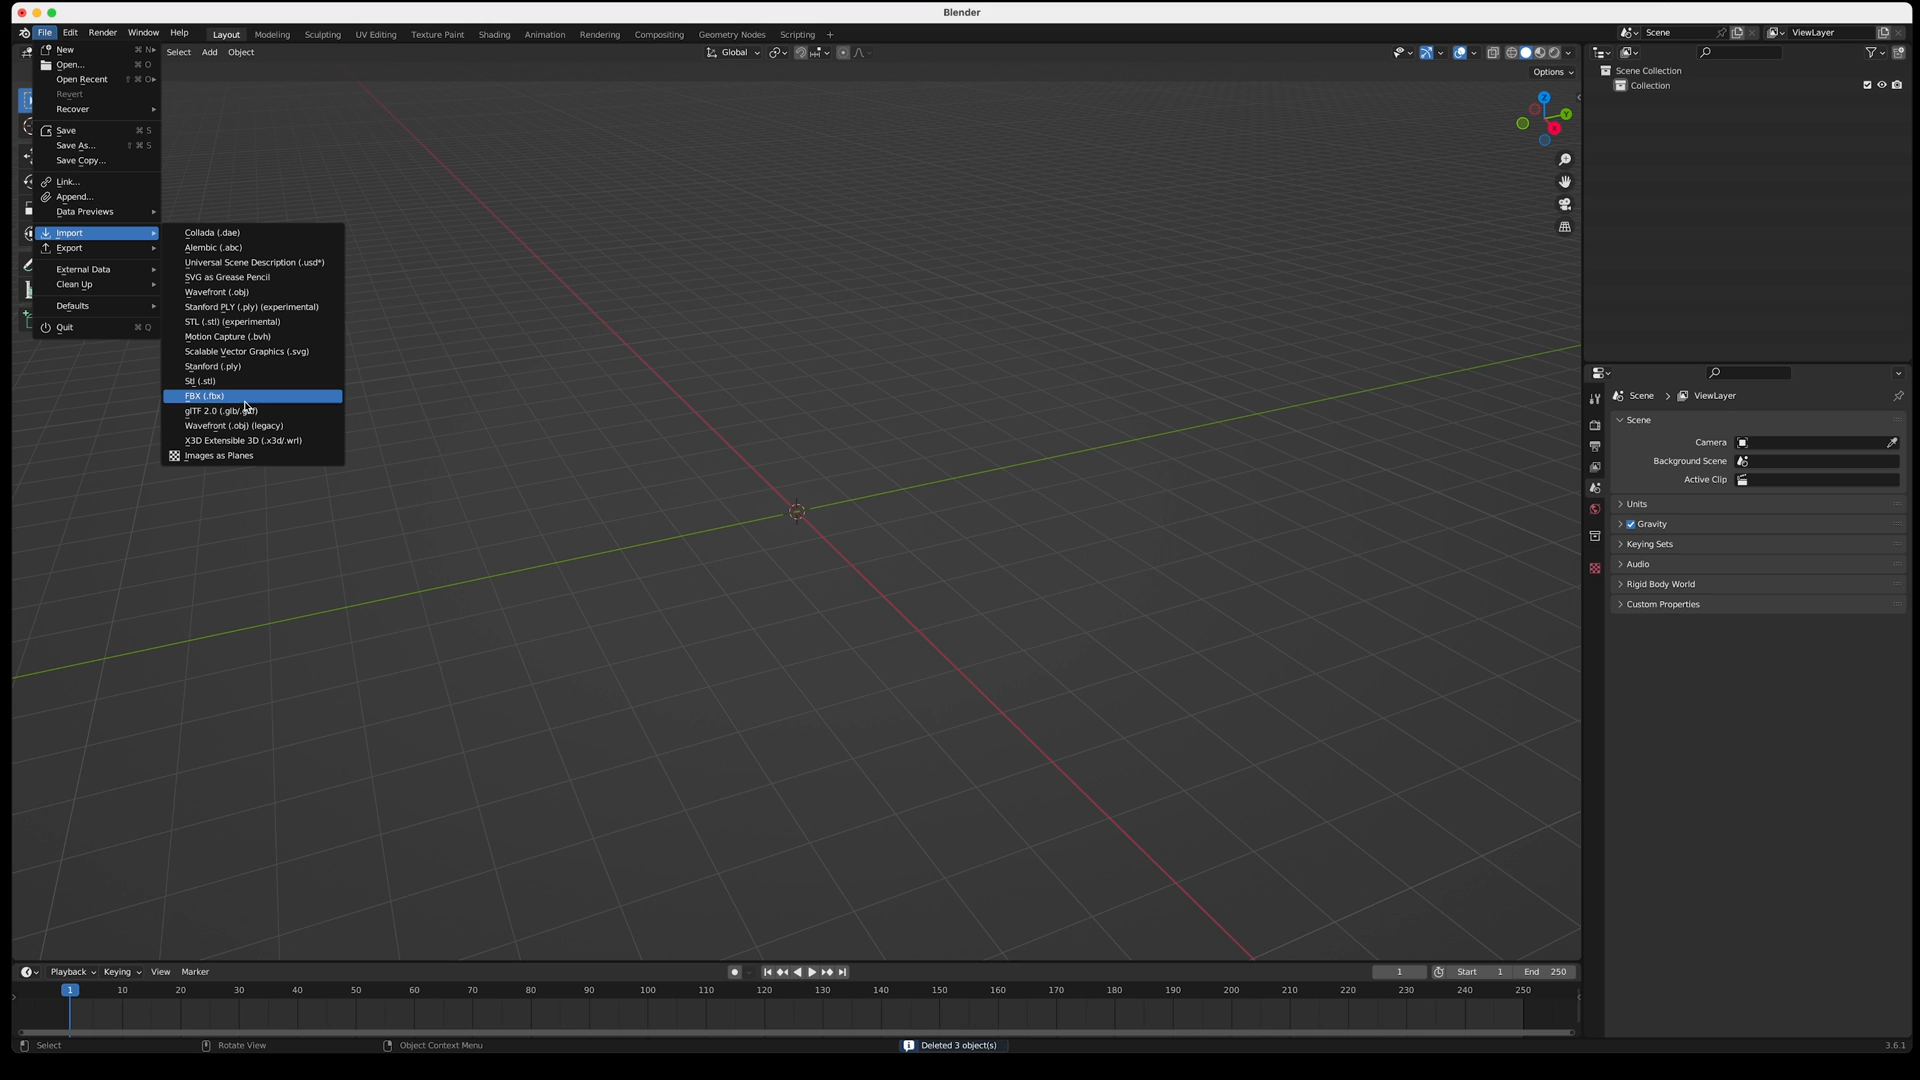 Blender
File Edit Render Window Help Layout Modeling Sculpting UV Editing Texture Paint Shading Animation Rendering Compositing Geometry Nodes Scripting + Scene ViewLayer
Select Add Object Global
Options
New ⌘ N
Open... ⌘ O
Open Recent ⇧ ⌘ O
Revert
Recover
Save ⌘ S
Save As... ⇧ ⌘ S
Save Copy...
Link...
Append...
Data Previews
Import
Export
External Data
Clean Up
Defaults
Quit ⌘ Q
Collada (.dae)
Alembic (.abc)
Universal Scene Description (.usd*)
SVG as Grease Pencil
Wavefront (.obj)
Stanford PLY (.ply) (experimental)
STL (.stl) (experimental)
Motion Capture (.bvh)
Scalable Vector Graphics (.svg)
Stanford (.ply)
Stl (.stl)
FBX (.fbx)
glTF 2.0 (.glb/.gltf)
Wavefront (.obj) (legacy)
X3D Extensible 3D (.x3d/.wrl)
Images as Planes
Z
Y
X
Scene Collection
Collection
Scene > ViewLayer
Scene
Camera
Background Scene
Active Clip
Units
Gravity
Keying Sets
Audio
Rigid Body World
Custom Properties
Playback Keying View Marker 1 Start 1 End 250
1 10 20 30 40 50 60 70 80 90 100 110 120 130 140 150 160 170 180 190 200 210 220 230 240 250
Select Rotate View Object Context Menu Deleted 3 object(s) 3.6.1